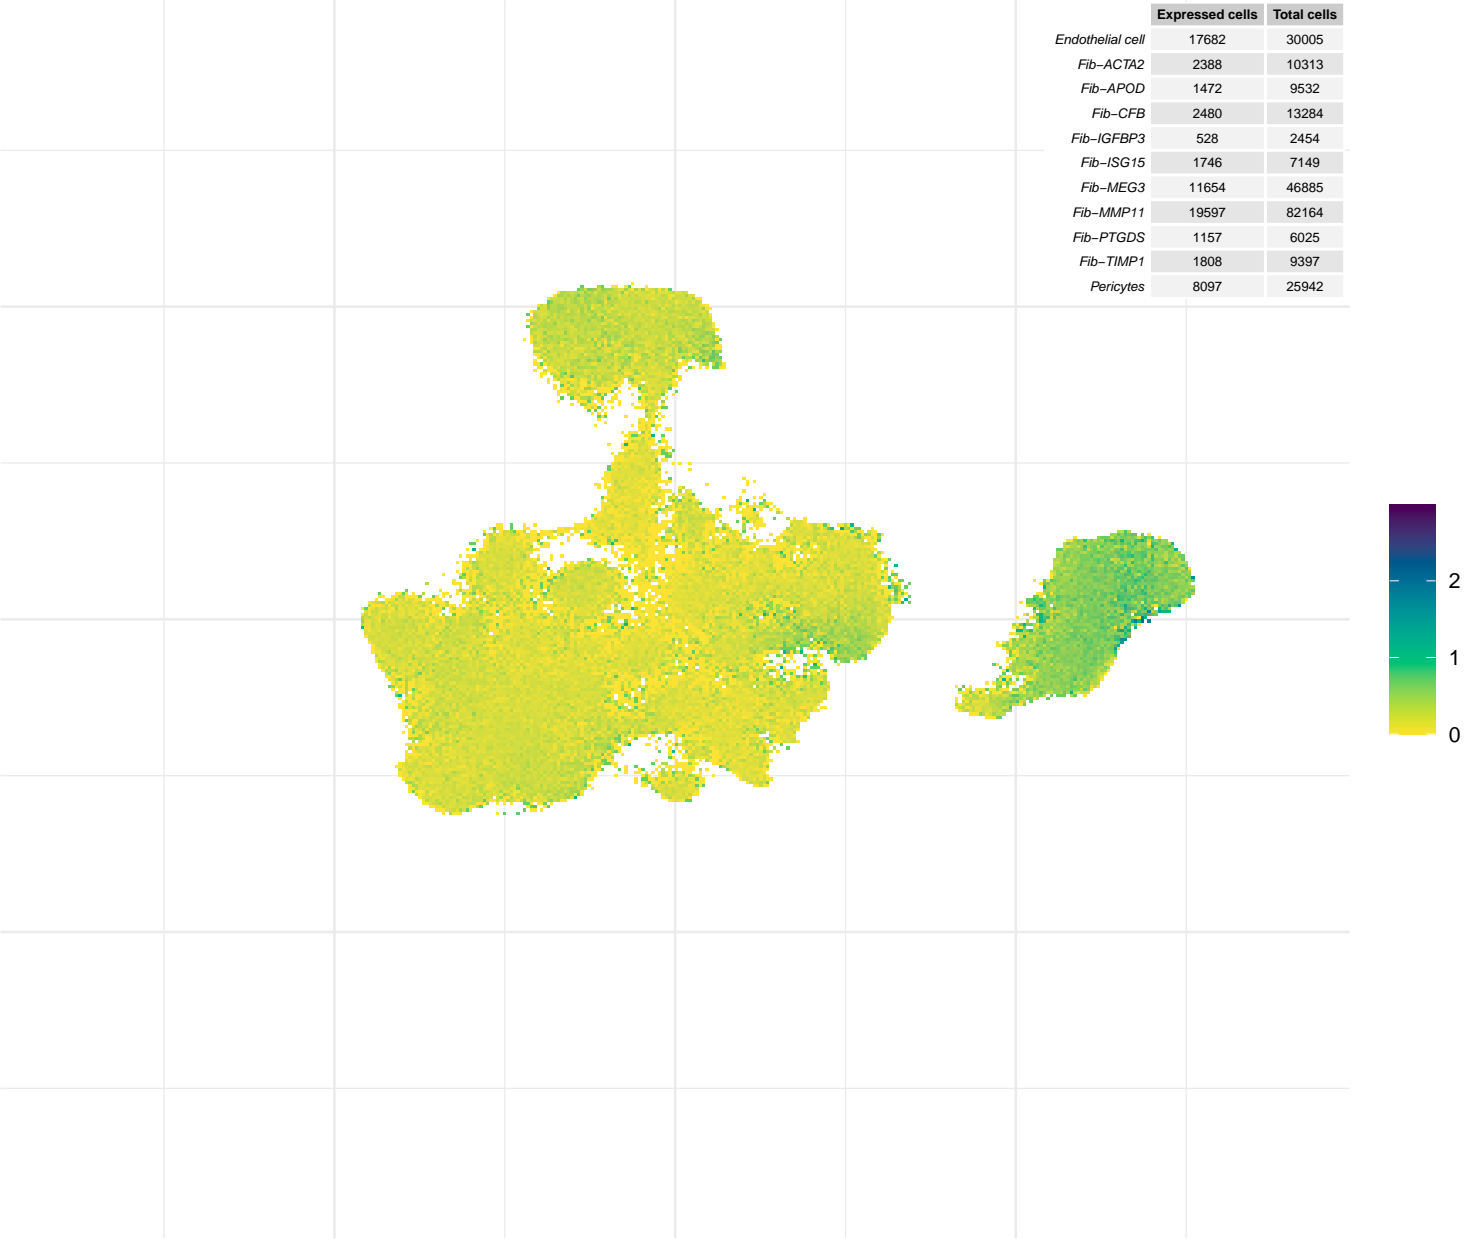 Expressed cells Total cells
Endothelial cell 17682 30005
Fib−ACTA2 2388 10313
Fib−APOD 1472 9532
Fib−CFB 2480 13284
Fib−IGFBP3 528 2454
Fib−ISG15 1746 7149
Fib−MEG3 11654 46885
Fib−MMP11 19597 82164
Fib−PTGDS 1157 6025
Fib−TIMP1 1808 9397
Pericytes 8097 25942
2
1
0